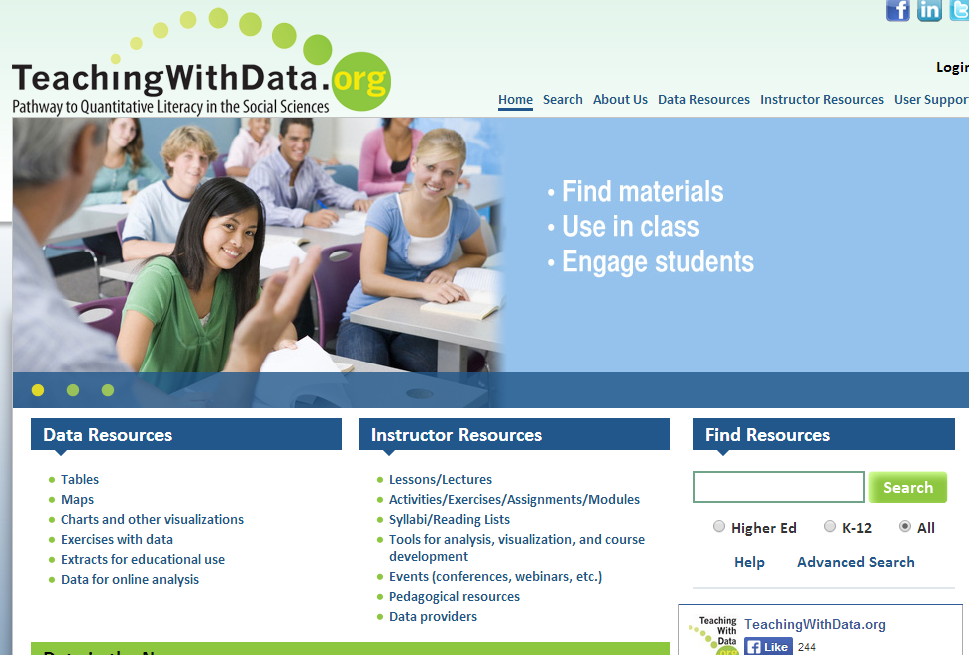 TeachingWithData.org
Pathway to Quantitative Literacy in the Social Sciences
Login
Home Search About Us Data Resources Instructor Resources User Suppor
• Find materials
• Use in class
• Engage students
Data Resources
Tables
Maps
Charts and other visualizations
Exercises with data
Extracts for educational use
Data for online analysis
Instructor Resources
Lessons/Lectures
Activities/Exercises/Assignments/Modules
Syllabi/Reading Lists
Tools for analysis, visualization, and course
development
Events (conferences, webinars, etc.)
Pedagogical resources
Data providers
Find Resources
Search
Higher Ed K-12 All
Help Advanced Search
Teaching
With
Data
org
TeachingWithData.org
Like 244
Data in the